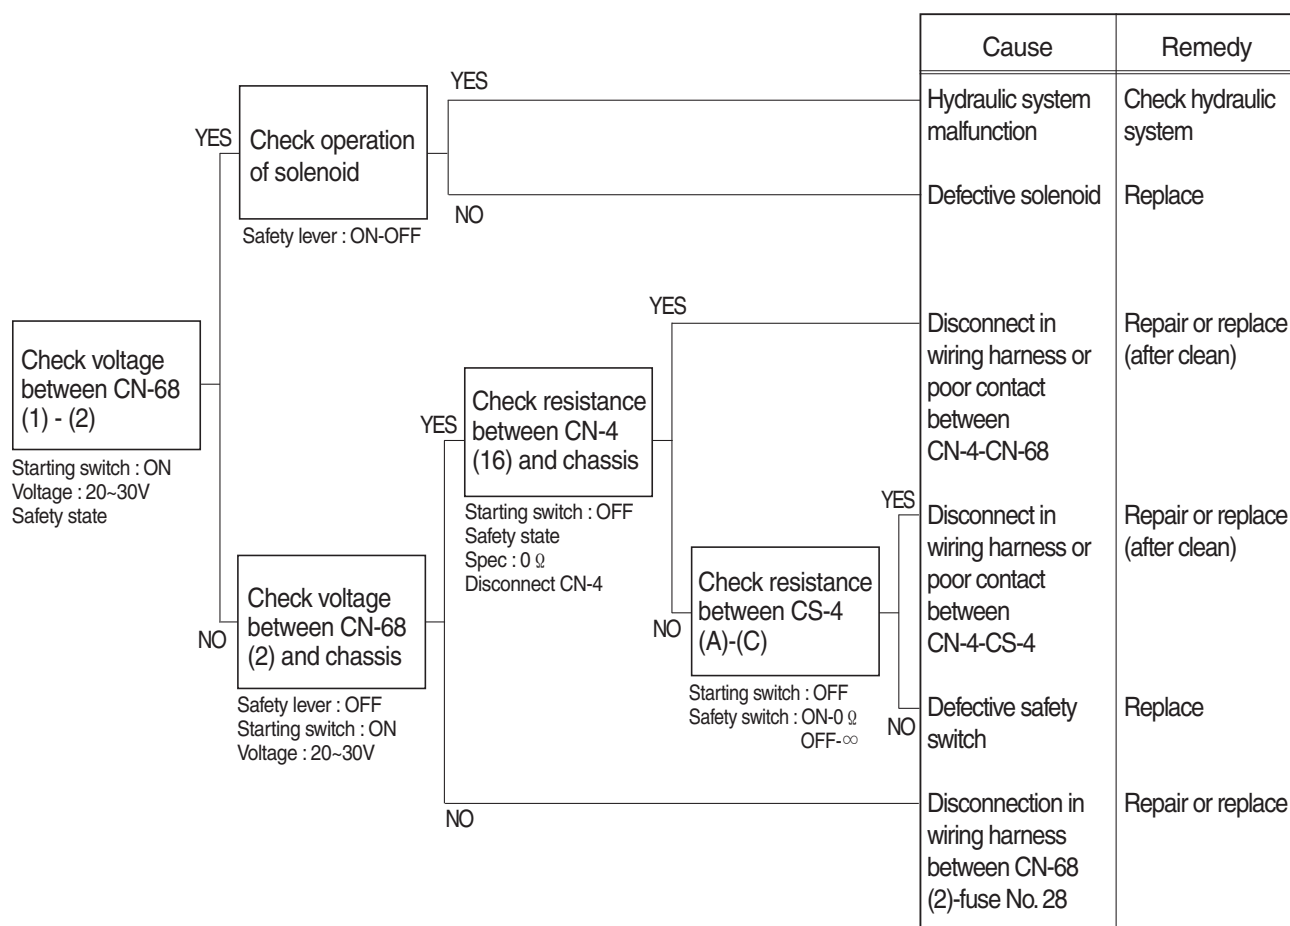 Cause
Remedy
YES
Hydraulic system
malfunction
Check hydraulic
system
YES
Check operation
of solenoid
NO
Defective solenoid
Replace
Safety lever : ON-OFF
YES
Disconnect in
wiring harness or
poor contact
between
CN-4-CN-68
Repair or replace
(after clean)
Check voltage
between CN-68
(1) - (2)
Starting switch : ON
Voltage : 20~30V
Safety state
YES
Check resistance
between CN-4
(16) and chassis
Starting switch : OFF
Safety state
Spec : 0 Ω
Disconnect CN-4
YES
Disconnect in
wiring harness or
poor contact
between
CN-4-CS-4
Repair or replace
(after clean)
NO
Check voltage
between CN-68
(2) and chassis
Safety lever : OFF
Starting switch : ON
Voltage : 20~30V
NO
Check resistance
between CS-4
(A)-(C)
Starting switch : OFF
Safety switch : ON-0 Ω
OFF-∞
NO
Defective safety
switch
Replace
NO
Disconnection in
wiring harness
between CN-68
(2)-fuse No. 28
Repair or replace